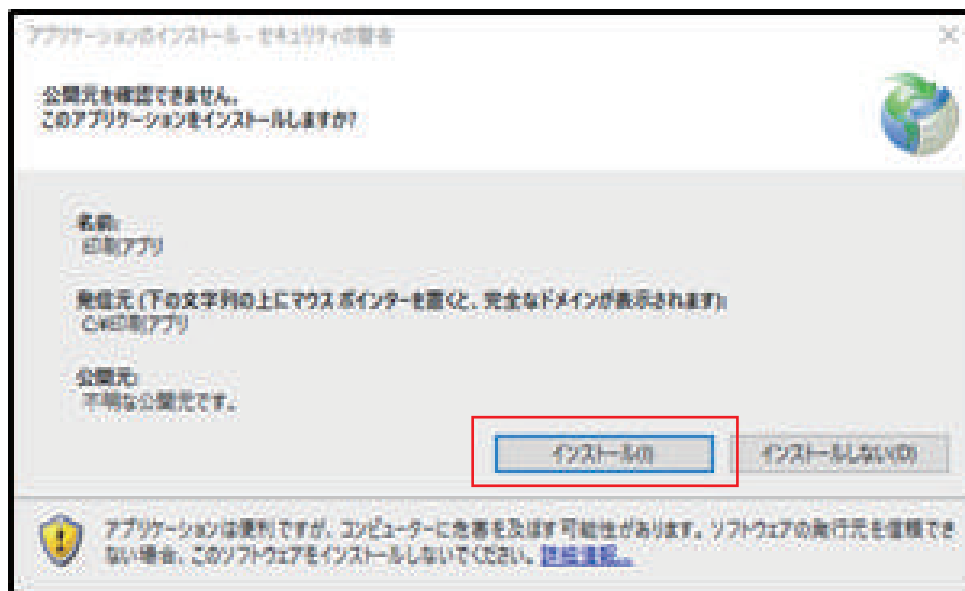 アプリケーションのインストール - セキュリティの警告
公開元を確認できません。
このアプリケーションをインストールしますか?
名前:
印刷アプリ
発信元 (下の文字列の上にマウス ポインターを置くと、完全なドメインが表示されます):
C:¥印刷アプリ
公開元:
不明な公開元です。
インストール(I)
インストールしない(D)
アプリケーションは便利ですが、コンピューターに危害を及ぼす可能性があります。ソフトウェアの発行元を信頼でき
ない場合、このソフトウェアをインストールしないでください。 詳細情報...